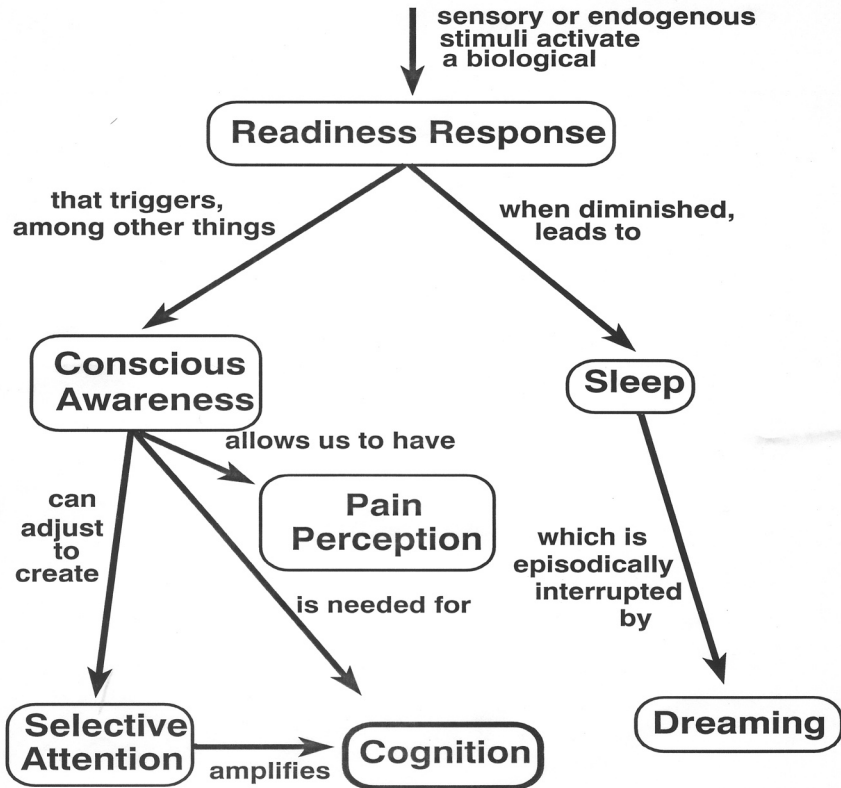 sensory or endogenous
stimuli activate
a biological
Readiness Response
that triggers,
among other things
when diminished,
leads to
Conscious
Awareness
Sleep
allows us to have
Pain
Perception
can
adjust
to
create
which is
episodically
interrupted
by
is needed for
Selective
Attention
amplifies
Cognition
Dreaming